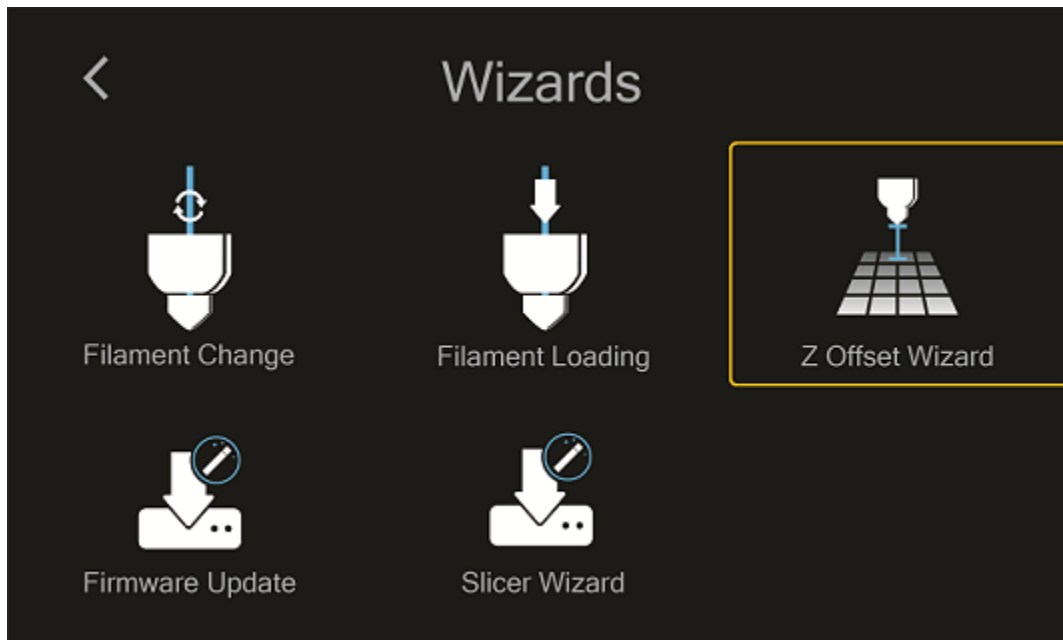 Wizards
Filament Change
Filament Loading
Z Offset Wizard
Firmware Update
Slicer Wizard